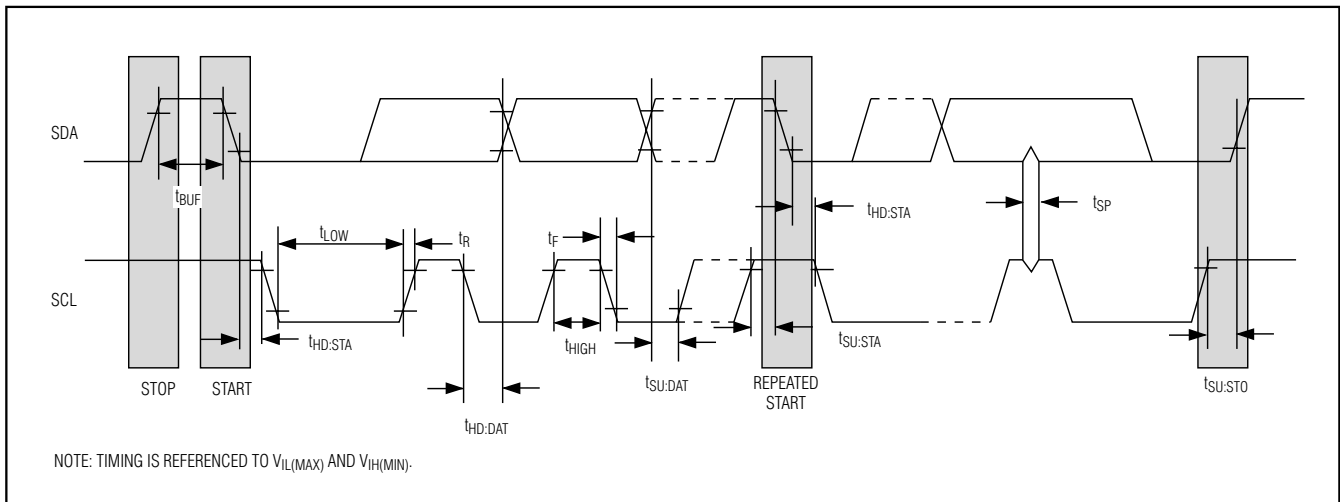 SDA
tBUF
tHD:STA
tSP
tLOW
tR
tF
SCL
tHD:STA
tHIGH
tSU:STA
tSU:DAT
STOP
START
REPEATED
START
tSU:STO
tHD:DAT
NOTE: TIMING IS REFERENCED TO VIL(MAX) AND VIH(MIN).